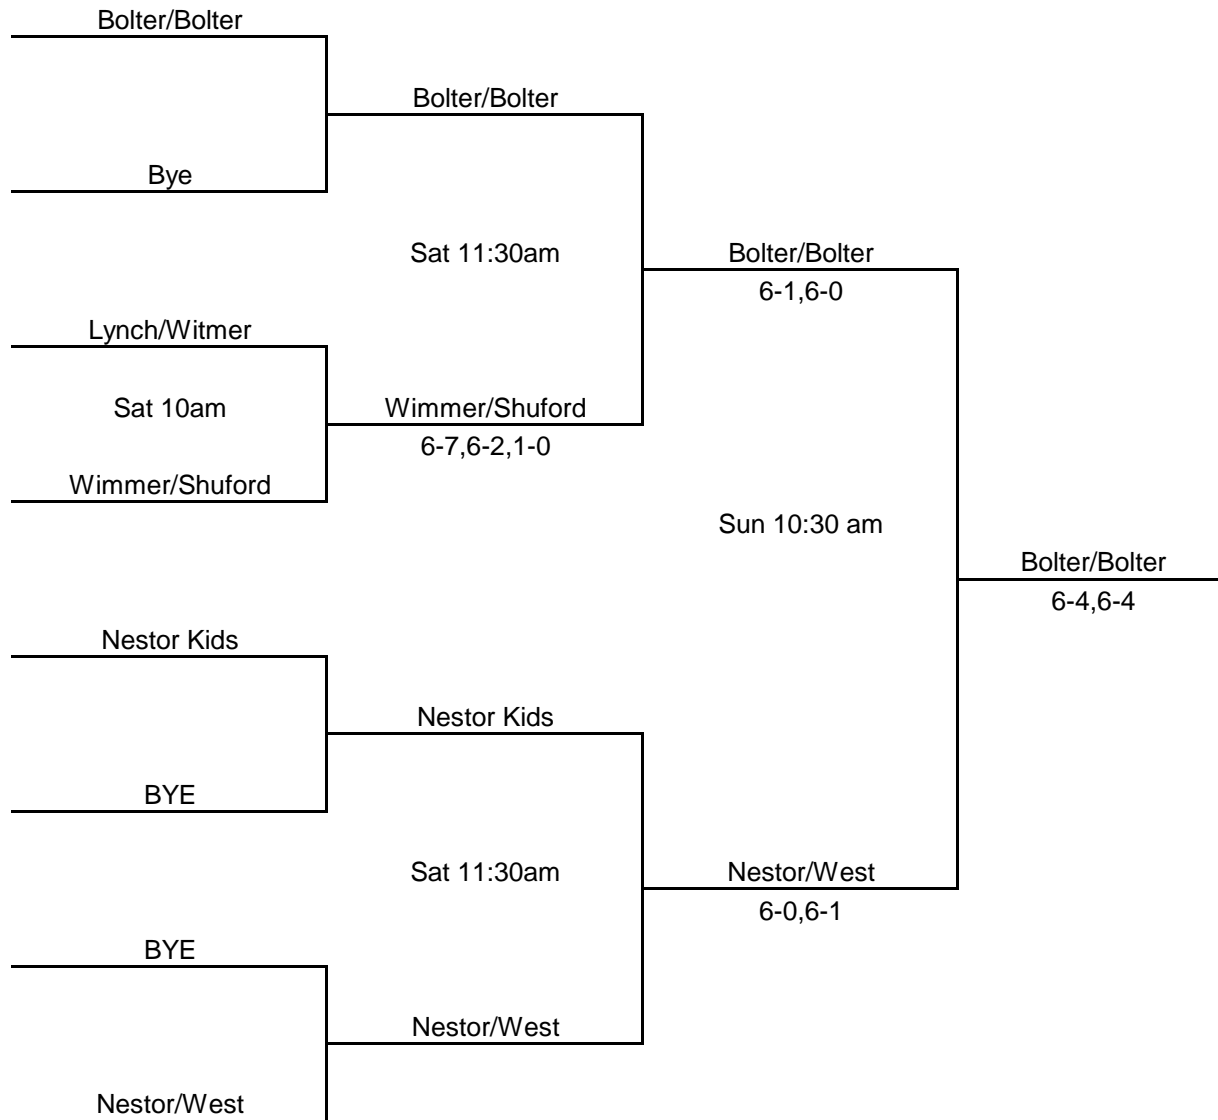 Bolter/Bolter
Bolter/Bolter
Bye
Sat 11:30am
Bolter/Bolter
6-1,6-0
Lynch/Witmer
Sat 10am
Wimmer/Shuford
6-7,6-2,1-0
Wimmer/Shuford
Sun 10:30 am
Bolter/Bolter
6-4,6-4
Nestor Kids
Nestor Kids
BYE
Sat 11:30am
Nestor/West
6-0,6-1
BYE
Nestor/West
Nestor/West